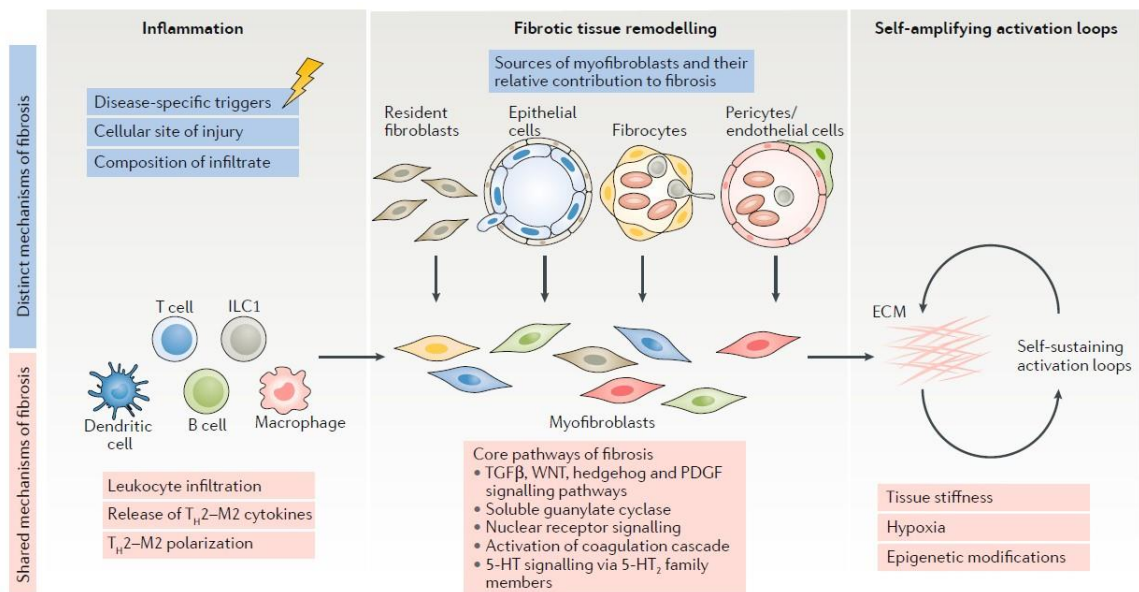 Inflammation
Fibrotic tissue remodelling
Self-amplifying activation loops
Distinct mechanisms of fibrosis
Shared mechanisms of fibrosis
Disease-specific triggers
Cellular site of injury
Composition of infiltrate
T cell
ILC1
Dendritic
cell
B cell
Macrophage
Leukocyte infiltration
Release of TH2–M2 cytokines
TH2–M2 polarization
Sources of myofibroblasts and their
relative contribution to fibrosis
Resident
fibroblasts
Epithelial
cells
Fibrocytes
Pericytes/
endothelial cells
Myofibroblasts
Core pathways of fibrosis
• TGFβ, WNT, hedgehog and PDGF
signalling pathways
• Soluble guanylate cyclase
• Nuclear receptor signalling
• Activation of coagulation cascade
• 5-HT signalling via 5-HT2 family
members
ECM
Self-sustaining
activation loops
Tissue stiffness
Hypoxia
Epigenetic modifications